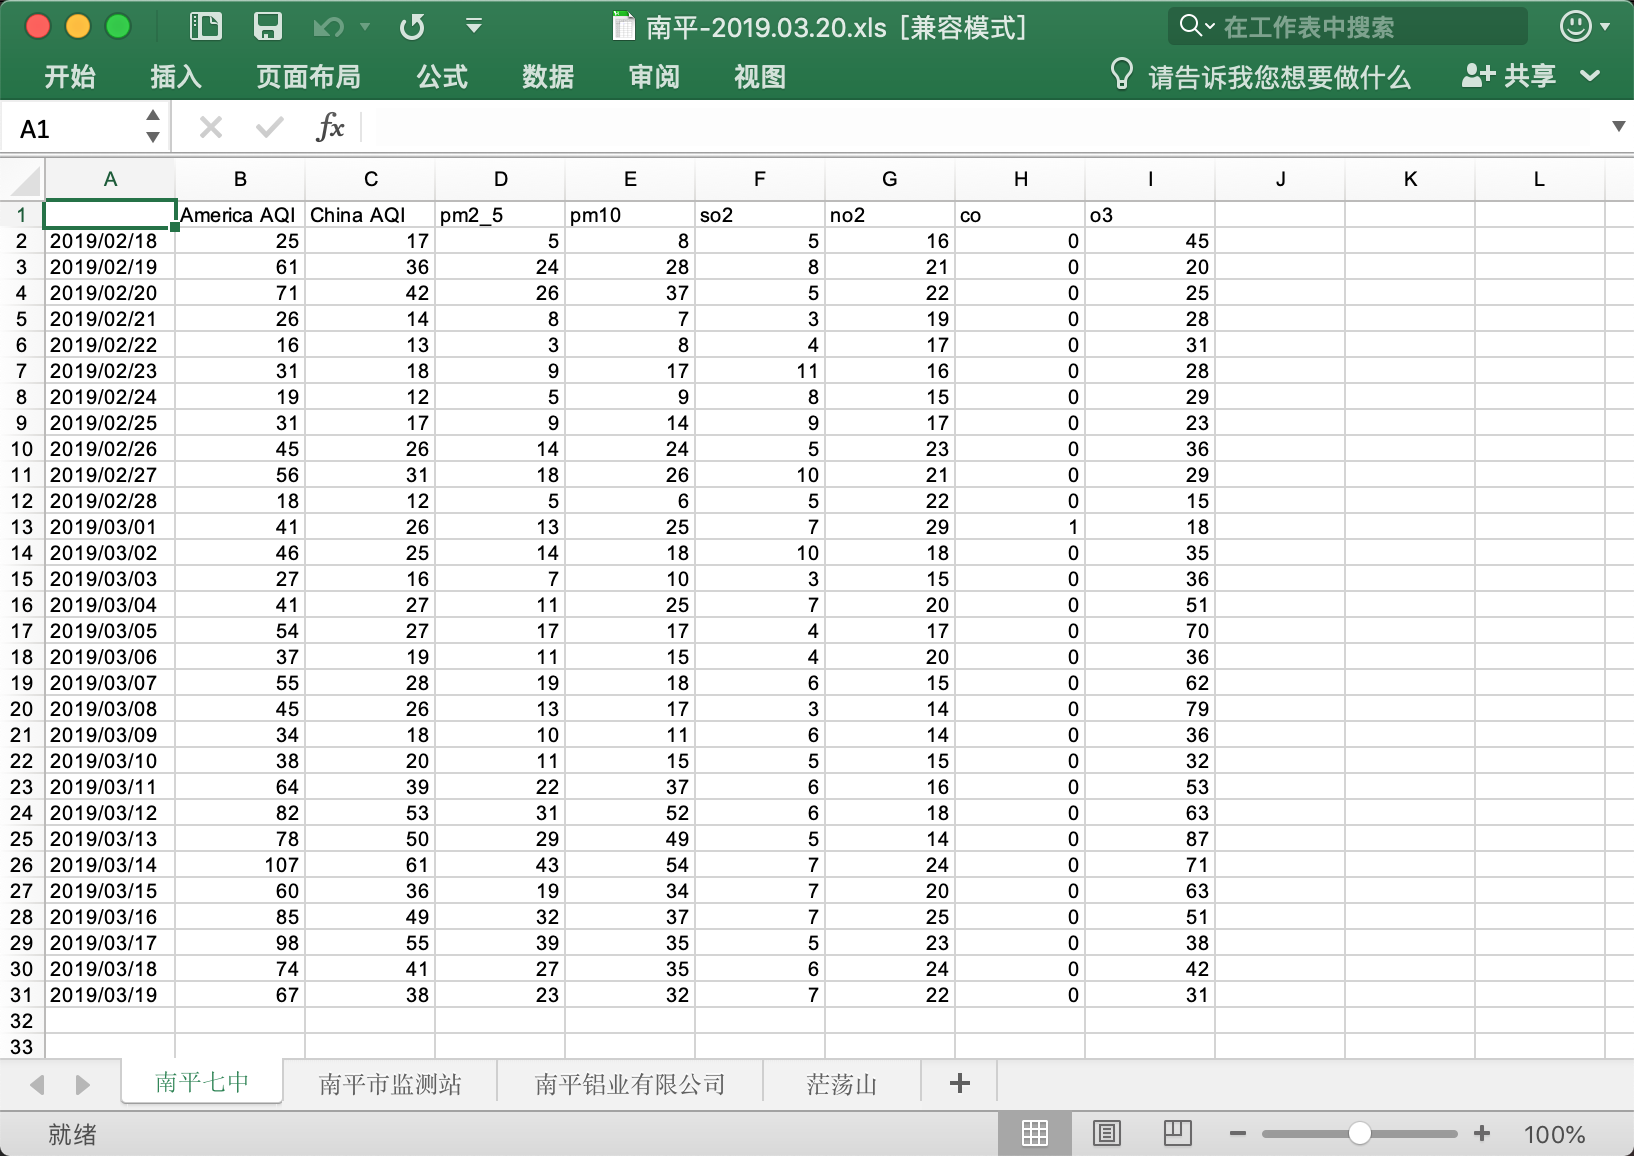 南平-2019.03.20.xls [兼容模式]
在工作表中搜索
开始 插入 页面布局 公式 数据 审阅 视图 请告诉我您想要做什么 共享
A1 fx
A B C D E F G H I J K L
1 America AQI China AQI pm2_5 pm10 so2 no2 co o3
2 2019/02/18 25 17 5 8 5 16 0 45
3 2019/02/19 61 36 24 28 8 21 0 20
4 2019/02/20 71 42 26 37 5 22 0 25
5 2019/02/21 26 14 8 7 3 19 0 28
6 2019/02/22 16 13 3 8 4 17 0 31
7 2019/02/23 31 18 9 17 11 16 0 28
8 2019/02/24 19 12 5 9 8 15 0 29
9 2019/02/25 31 17 9 14 9 17 0 23
10 2019/02/26 45 26 14 24 5 23 0 36
11 2019/02/27 56 31 18 26 10 21 0 29
12 2019/02/28 18 12 5 6 5 22 0 15
13 2019/03/01 41 26 13 25 7 29 1 18
14 2019/03/02 46 25 14 18 10 18 0 35
15 2019/03/03 27 16 7 10 3 15 0 36
16 2019/03/04 41 27 11 25 7 20 0 51
17 2019/03/05 54 27 17 17 4 17 0 70
18 2019/03/06 37 19 11 15 4 20 0 36
19 2019/03/07 55 28 19 18 6 15 0 62
20 2019/03/08 45 26 13 17 3 14 0 79
21 2019/03/09 34 18 10 11 6 14 0 36
22 2019/03/10 38 20 11 15 5 15 0 32
23 2019/03/11 64 39 22 37 6 16 0 53
24 2019/03/12 82 53 31 52 6 18 0 63
25 2019/03/13 78 50 29 49 5 14 0 87
26 2019/03/14 107 61 43 54 7 24 0 71
27 2019/03/15 60 36 19 34 7 20 0 63
28 2019/03/16 85 49 32 37 7 25 0 51
29 2019/03/17 98 55 39 35 5 23 0 38
30 2019/03/18 74 41 27 35 6 24 0 42
31 2019/03/19 67 38 23 32 7 22 0 31
32
33
南平七中 南平市监测站 南平铝业有限公司 茫荡山
就绪 100%